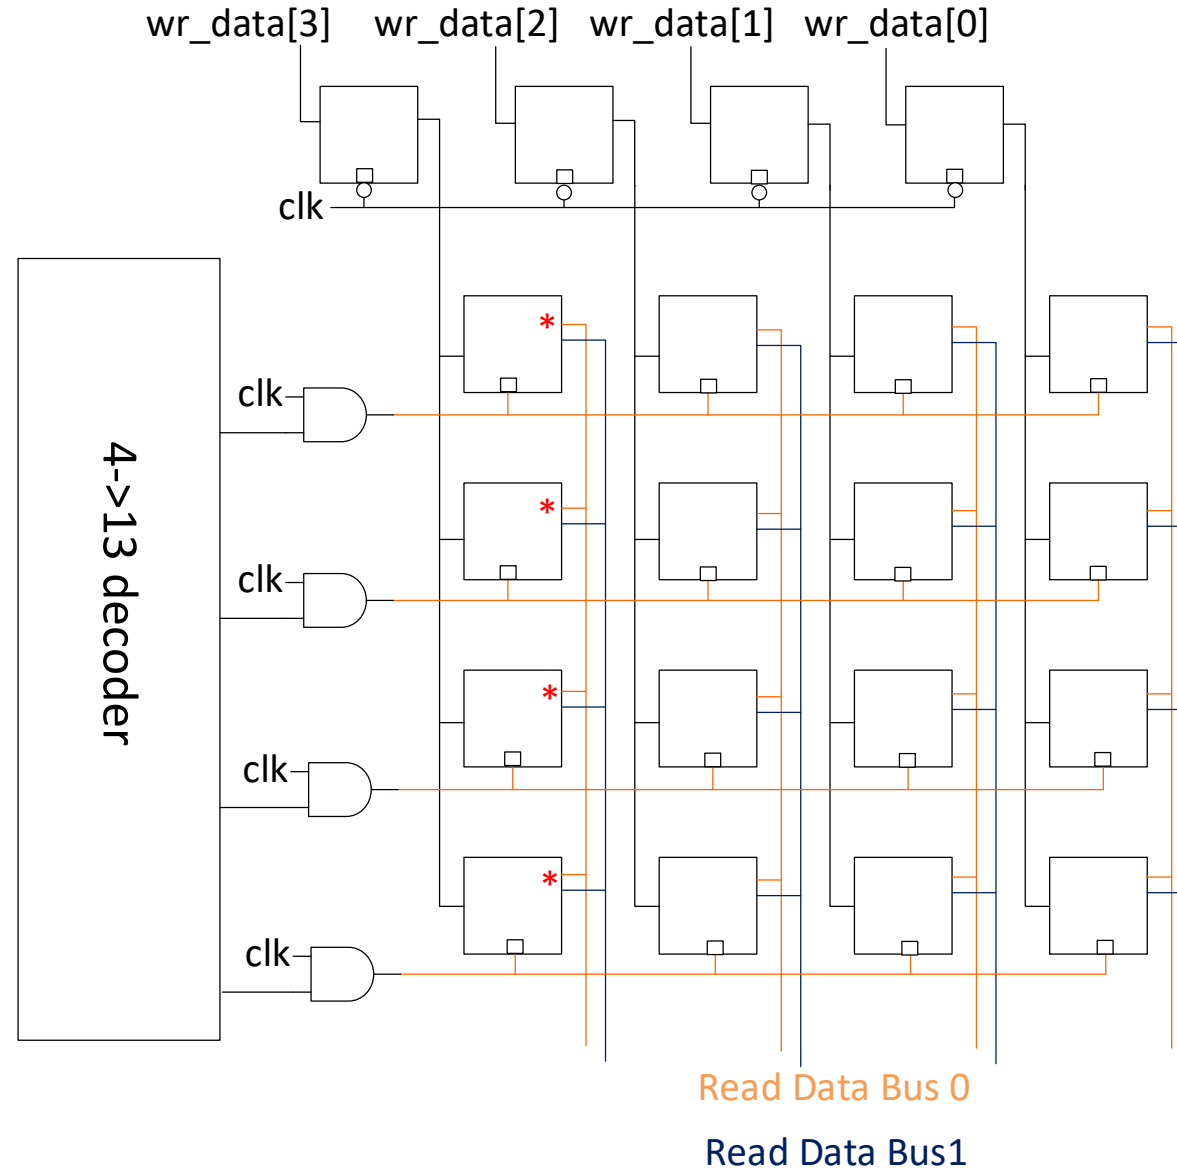 wr_data[3] wr_data[2] wr_data[1] wr_data[0]
clk
4->13 decoder
clk
*
clk
*
clk
*
clk
*
Read Data Bus 0
Read Data Bus1